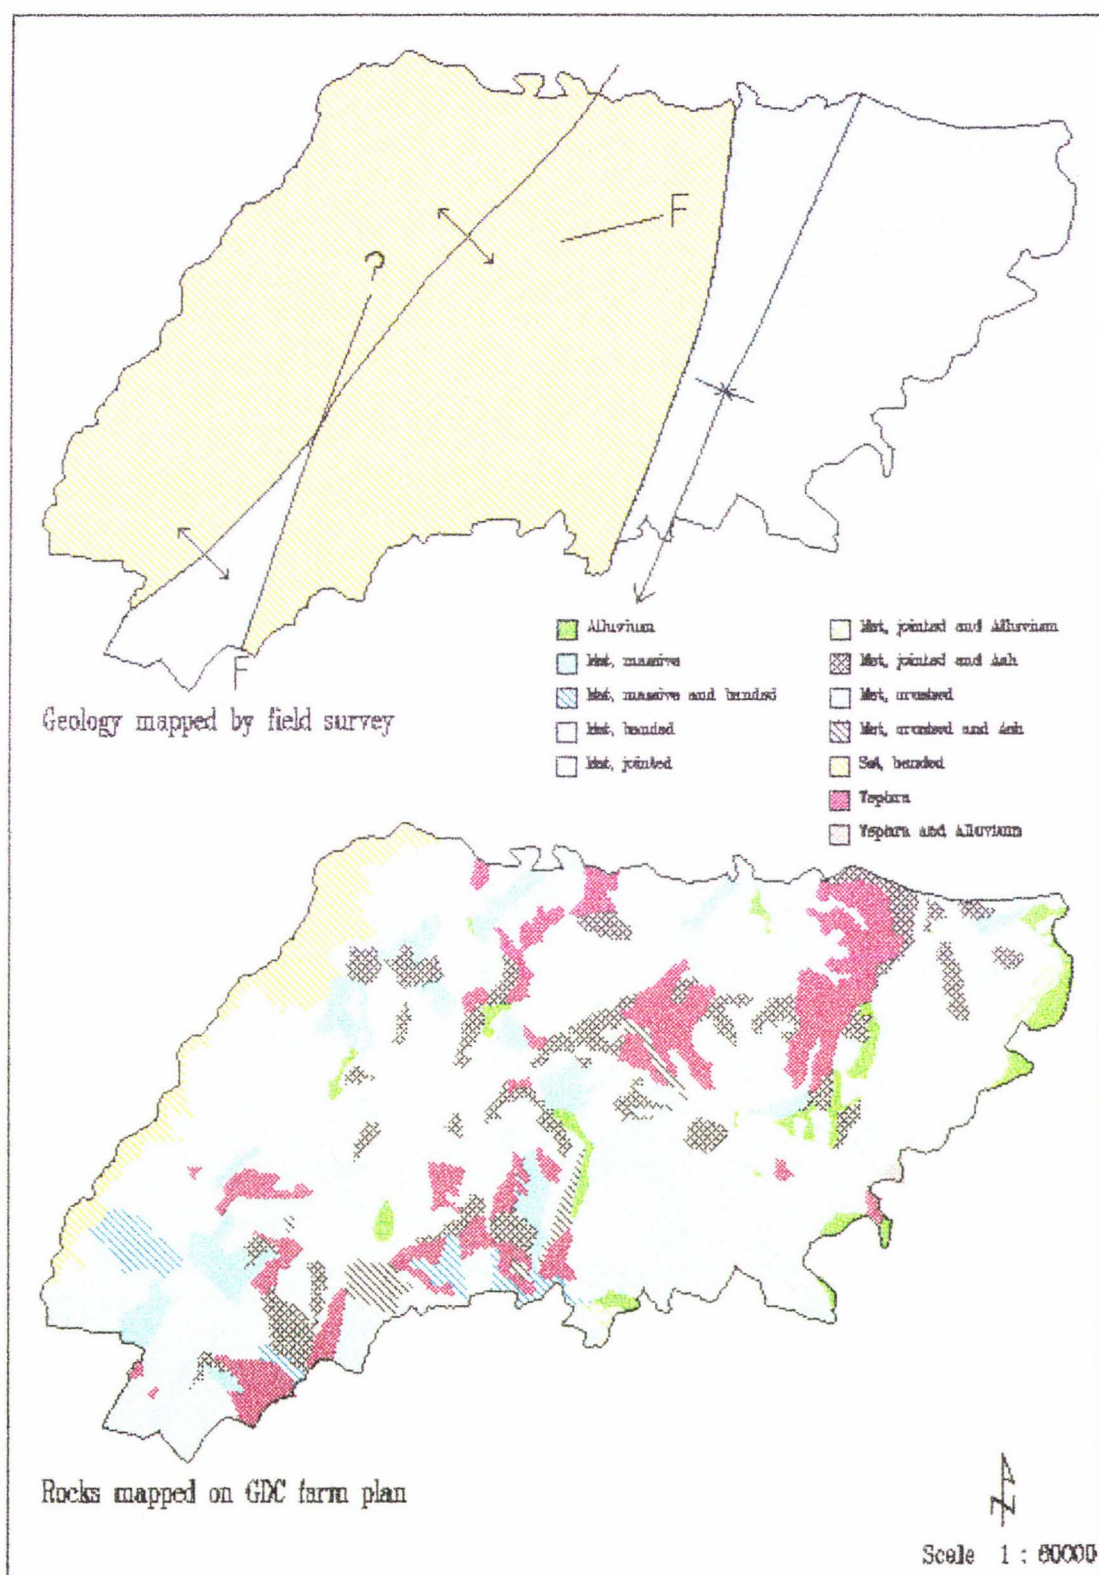 F
?
F
Geology mapped by field survey
Alluvium
Mst, massive
Mst, massive and banded
Mst, banded
Mst, jointed
Mst, jointed and Alluvium
Mst, jointed and Ash
Mst, crushed
Mst, crushed and Ash
Sst, banded
Tephra
Tephra and Alluvium
Rocks mapped on GDC farm plan
N
Scale 1 : 60000